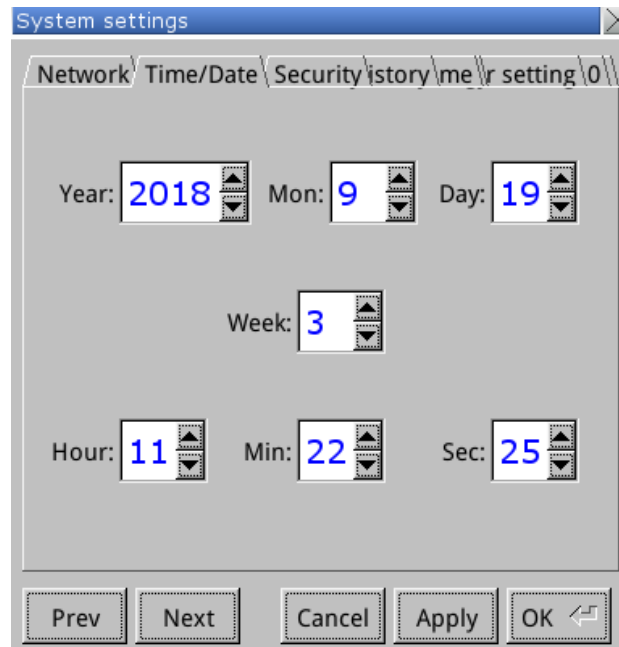 System settings
Network Time/Date Security istory me r setting 0
Year: 2018 Mon: 9 Day: 19
Week: 3
Hour: 11 Min: 22 Sec: 25
Prev Next Cancel Apply OK